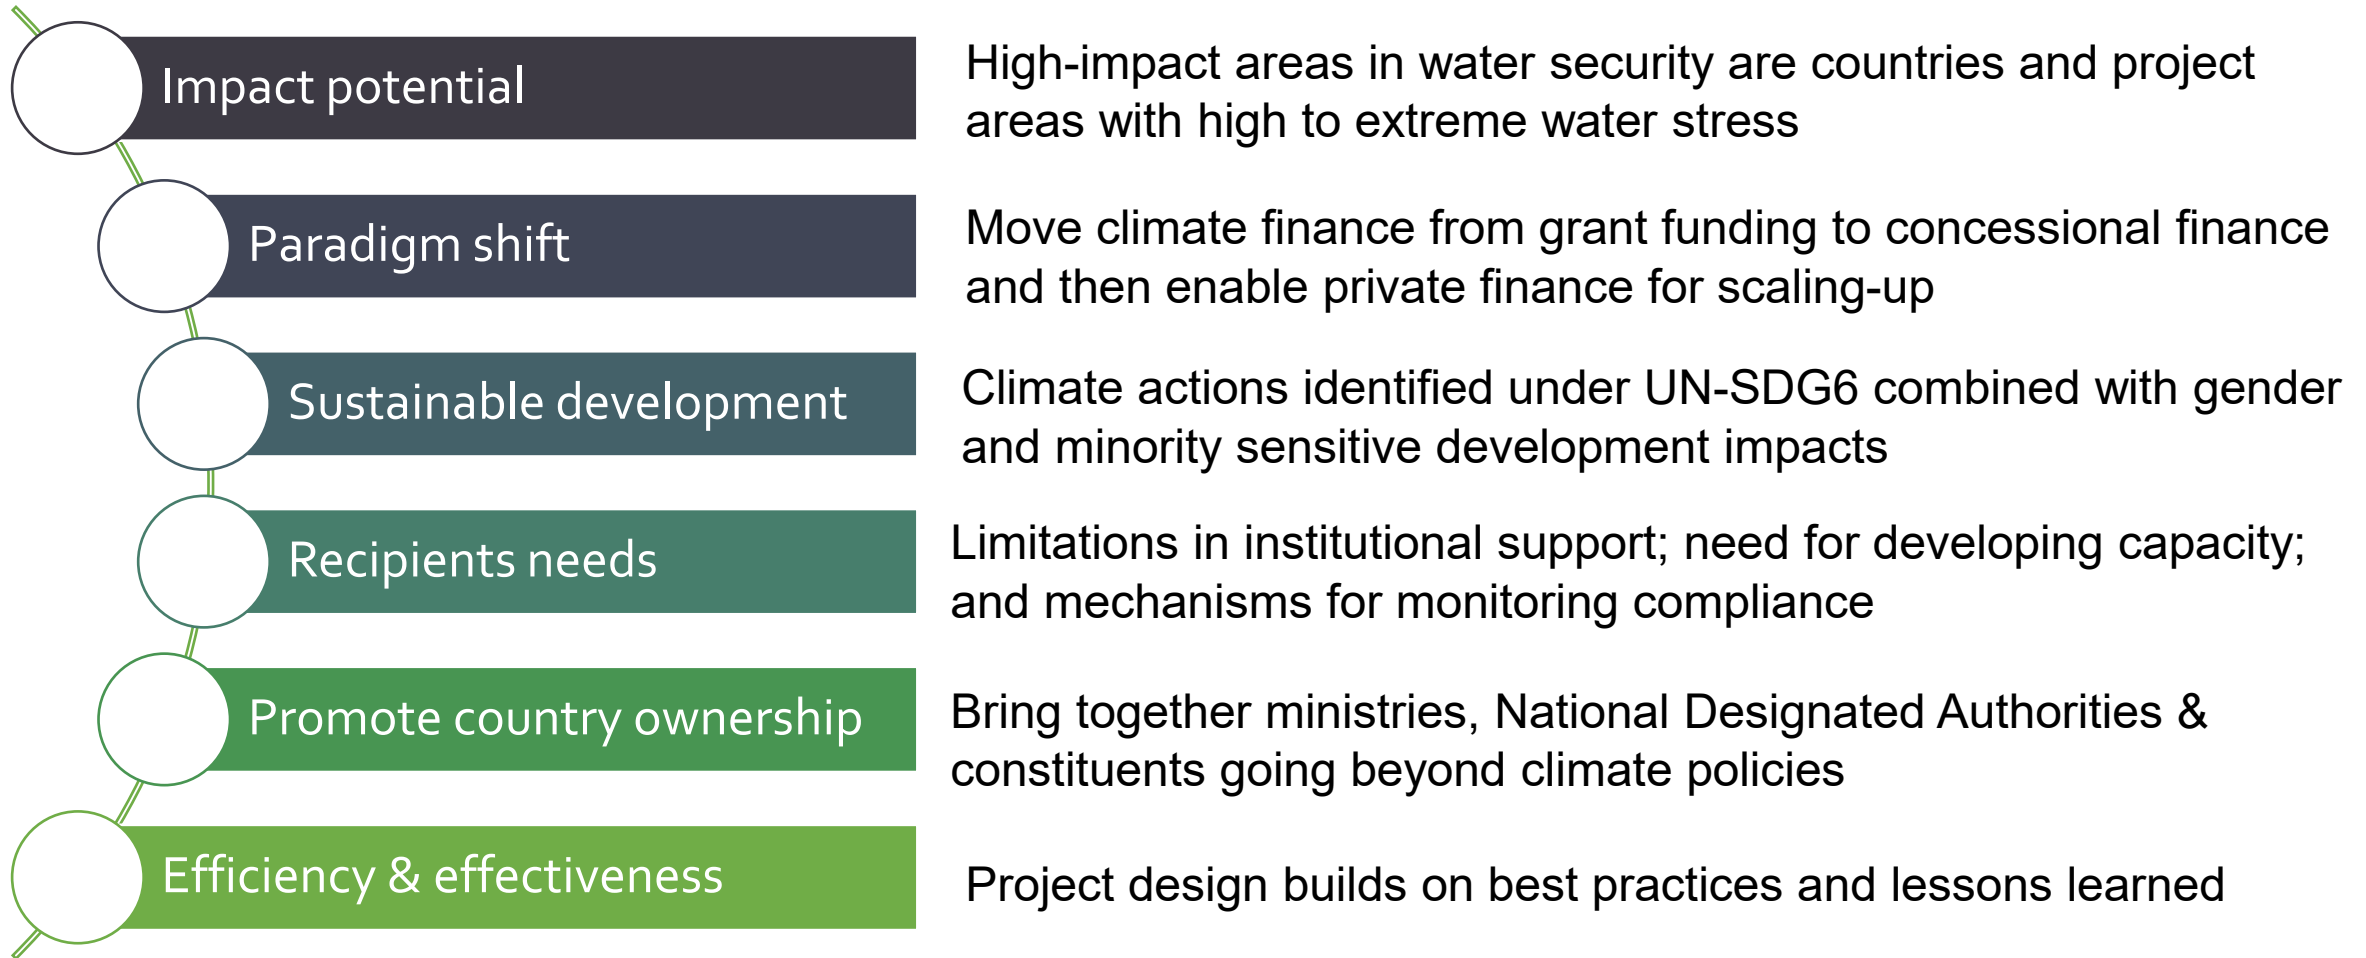 Impact potential
High-impact areas in water security are countries and project
areas with high to extreme water stress
Paradigm shift
Move climate finance from grant funding to concessional finance
and then enable private finance for scaling-up
Sustainable development
Climate actions identified under UN-SDG6 combined with gender
and minority sensitive development impacts
Recipients needs
Limitations in institutional support; need for developing capacity;
and mechanisms for monitoring compliance
Promote country ownership
Bring together ministries, National Designated Authorities &
constituents going beyond climate policies
Efficiency & effectiveness
Project design builds on best practices and lessons learned